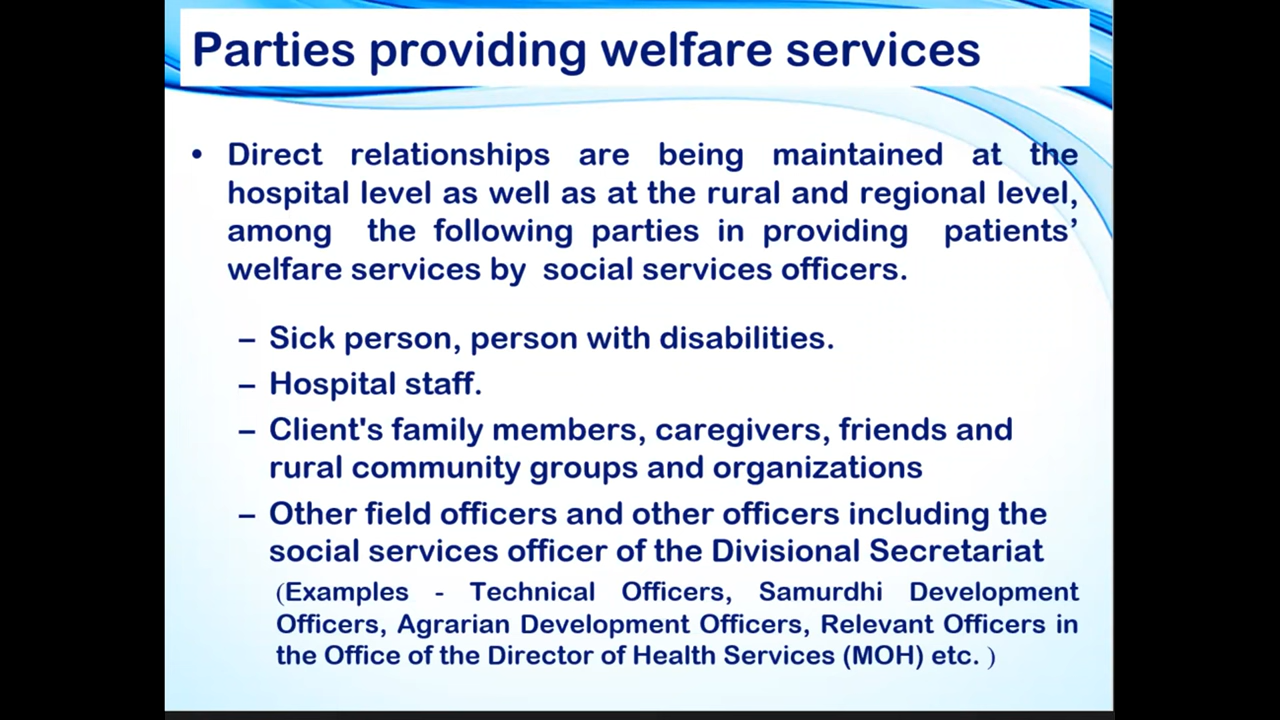 Parties providing welfare services
• Direct relationships are being maintained at the
hospital level as well as at the rural and regional level,
among the following parties in providing patients’
welfare services by social services officers.
– Sick person, person with disabilities.
– Hospital staff.
– Client's family members, caregivers, friends and
rural community groups and organizations
– Other field officers and other officers including the
social services officer of the Divisional Secretariat
(Examples - Technical Officers, Samurdhi Development
Officers, Agrarian Development Officers, Relevant Officers in
the Office of the Director of Health Services (MOH) etc. )